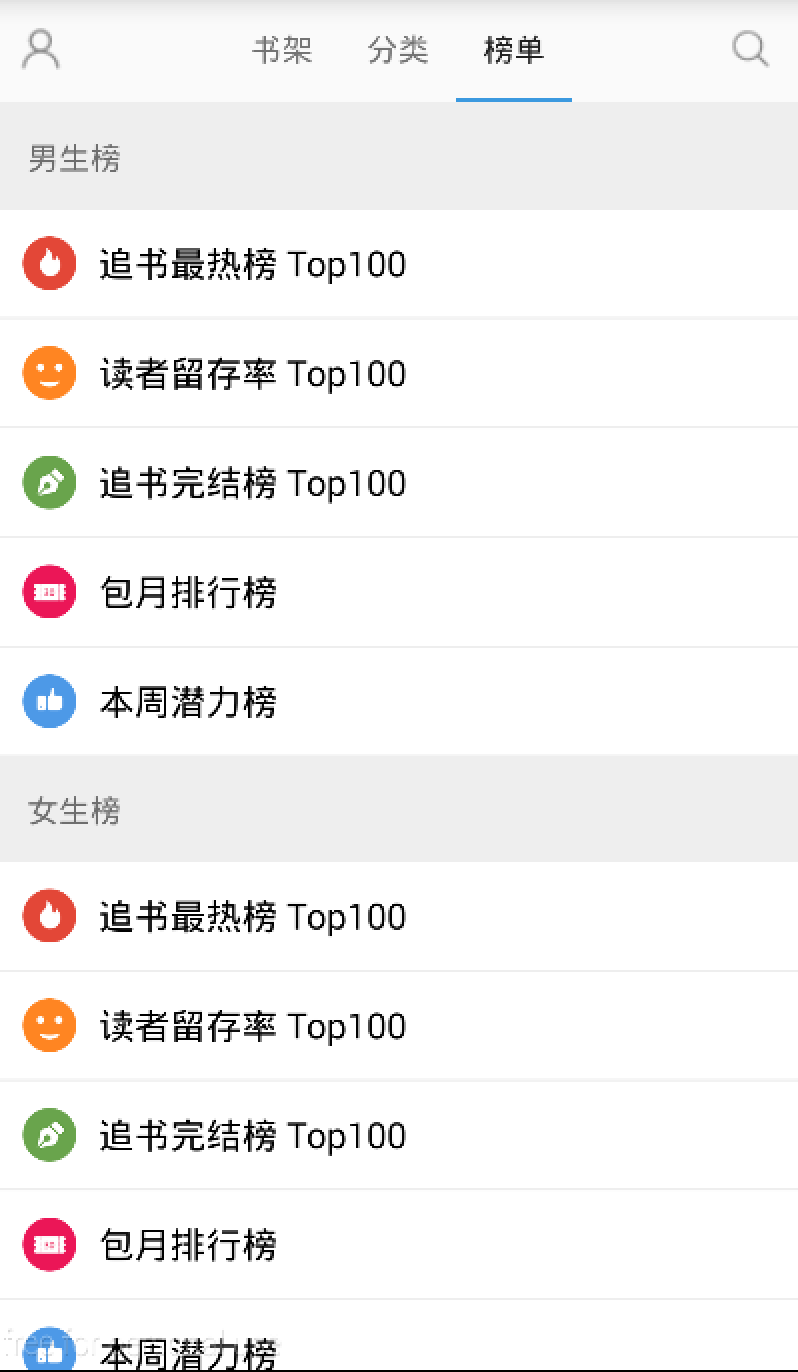 书架 分类 榜单
男生榜
追书最热榜 Top100
读者留存率 Top100
追书完结榜 Top100
包月排行榜
本周潜力榜
女生榜
追书最热榜 Top100
读者留存率 Top100
追书完结榜 Top100
包月排行榜
本周潜力榜